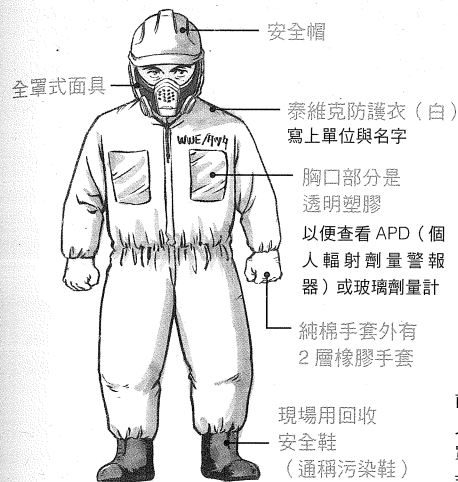 安全帽
全罩式面具
泰維克防護衣（白）
寫上單位與名字
胸口部分是
透明塑膠
以便查看 APD（個
人輻射劑量警報
器）或玻璃劑量計
純棉手套外有
2 層橡膠手套
現場用回收
安全鞋
（通稱污染鞋）